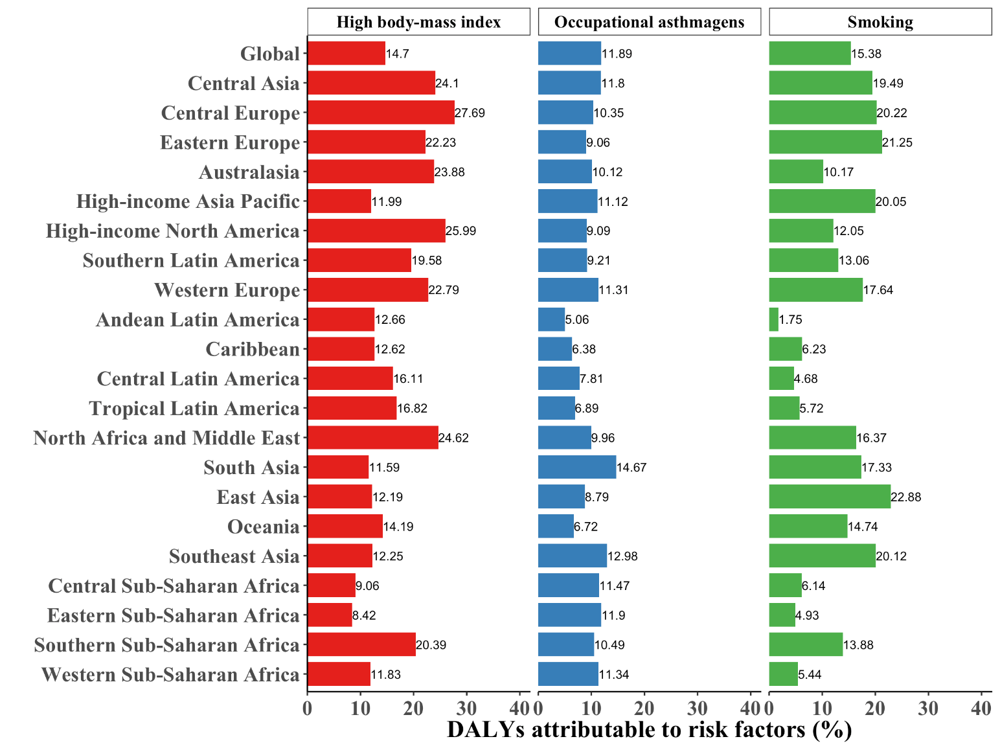 High body-mass index Occupational asthmagens Smoking
Global 14.7 11.89 15.38
Central Asia 24.1 11.8 19.49
Central Europe 27.69 10.35 20.22
Eastern Europe 22.23 9.06 21.25
Australasia 23.88 10.12 10.17
High-income Asia Pacific 11.99 11.12 20.05
High-income North America 25.99 9.09 12.05
Southern Latin America 19.58 9.21 13.06
Western Europe 22.79 11.31 17.64
Andean Latin America 12.66 5.06 1.75
Caribbean 12.62 6.38 6.23
Central Latin America 16.11 7.81 4.68
Tropical Latin America 16.82 6.89 5.72
North Africa and Middle East 24.62 9.96 16.37
South Asia 11.59 14.67 17.33
East Asia 12.19 8.79 22.88
Oceania 14.19 6.72 14.74
Southeast Asia 12.25 12.98 20.12
Central Sub-Saharan Africa 9.06 11.47 6.14
Eastern Sub-Saharan Africa 8.42 11.9 4.93
Southern Sub-Saharan Africa 20.39 10.49 13.88
Western Sub-Saharan Africa 11.83 11.34 5.44
0 10 20 30 40 0 10 20 30 40 0 10 20 30 40
DALYs attributable to risk factors (%)